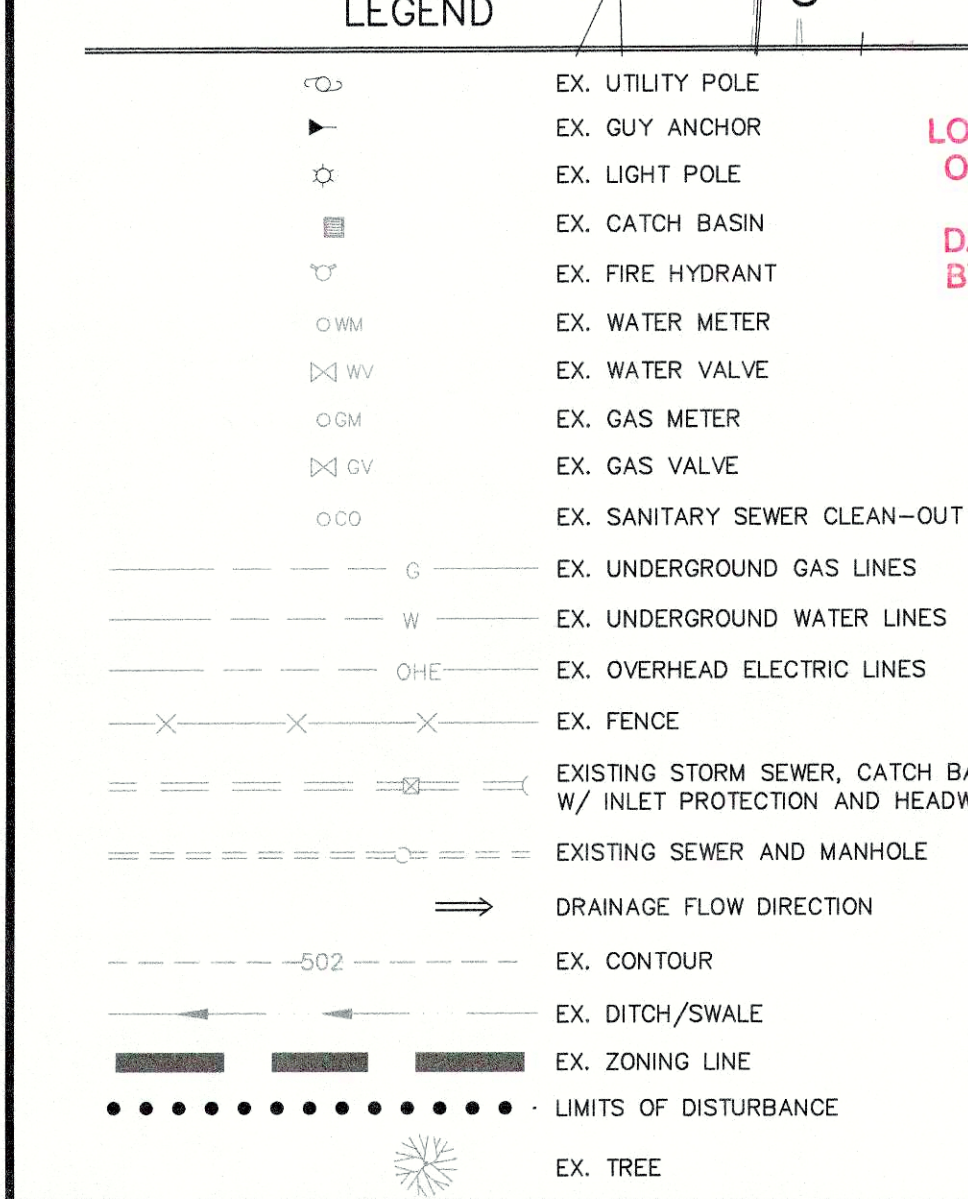 LEGEND
EX. UTILITY POLE
EX. GUY ANCHOR
EX. LIGHT POLE
EX. CATCH BASIN
EX. FIRE HYDRANT
WM EX. WATER METER
WV EX. WATER VALVE
GM EX. GAS METER
GV EX. GAS VALVE
CO EX. SANITARY SEWER CLEAN-OUT
G EX. UNDERGROUND GAS LINES
W EX. UNDERGROUND WATER LINES
OHE EX. OVERHEAD ELECTRIC LINES
EX. FENCE
EXISTING STORM SEWER, CATCH
W/ INLET PROTECTION AND
EXISTING SEWER AND MANHOLE
DRAINAGE FLOW DIRECTION
502 EX. CONTOUR
EX. DITCH/SWALE
EX. ZONING LINE
LIMITS OF DISTURBANCE
EX. TREE